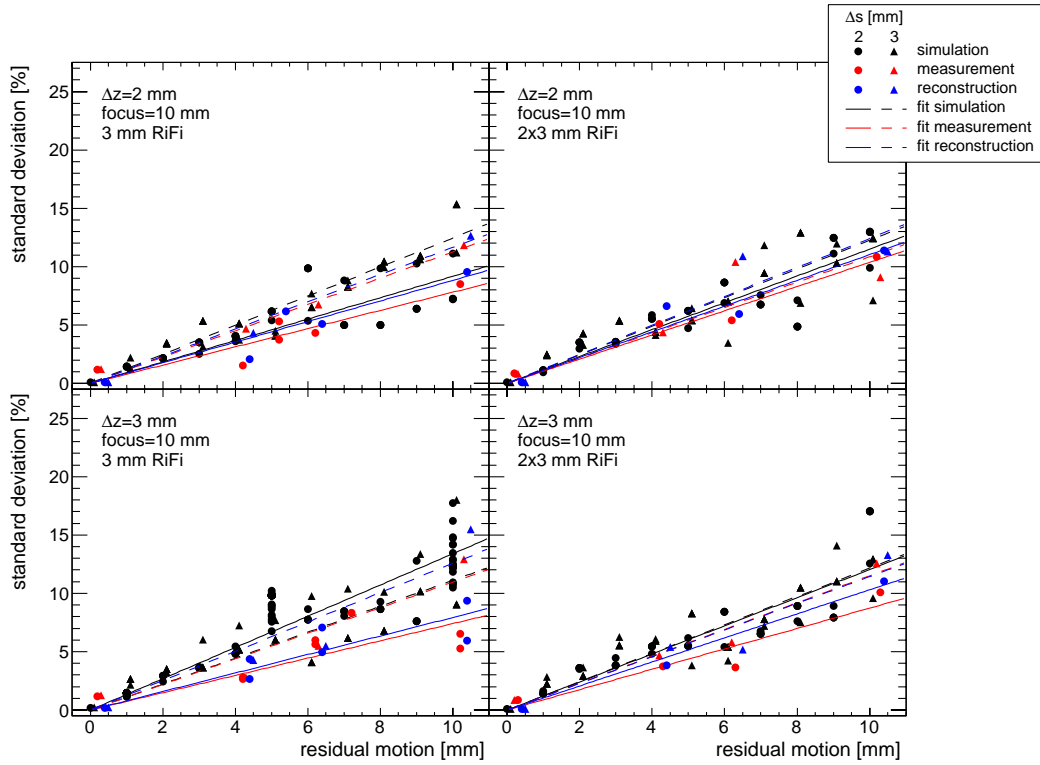 Δs [mm]
2 3
simulation
measurement
reconstruction
fit simulation
fit measurement
fit reconstruction
standard deviation [%]
25
20
15
10
5
0
Δz=2 mm
focus=10 mm
3 mm RiFi
Δz=2 mm
focus=10 mm
2x3 mm RiFi
standard deviation [%]
25
20
15
10
5
0
Δz=3 mm
focus=10 mm
3 mm RiFi
Δz=3 mm
focus=10 mm
2x3 mm RiFi
0 2 4 6 8 10
residual motion [mm]
0 2 4 6 8 10
residual motion [mm]